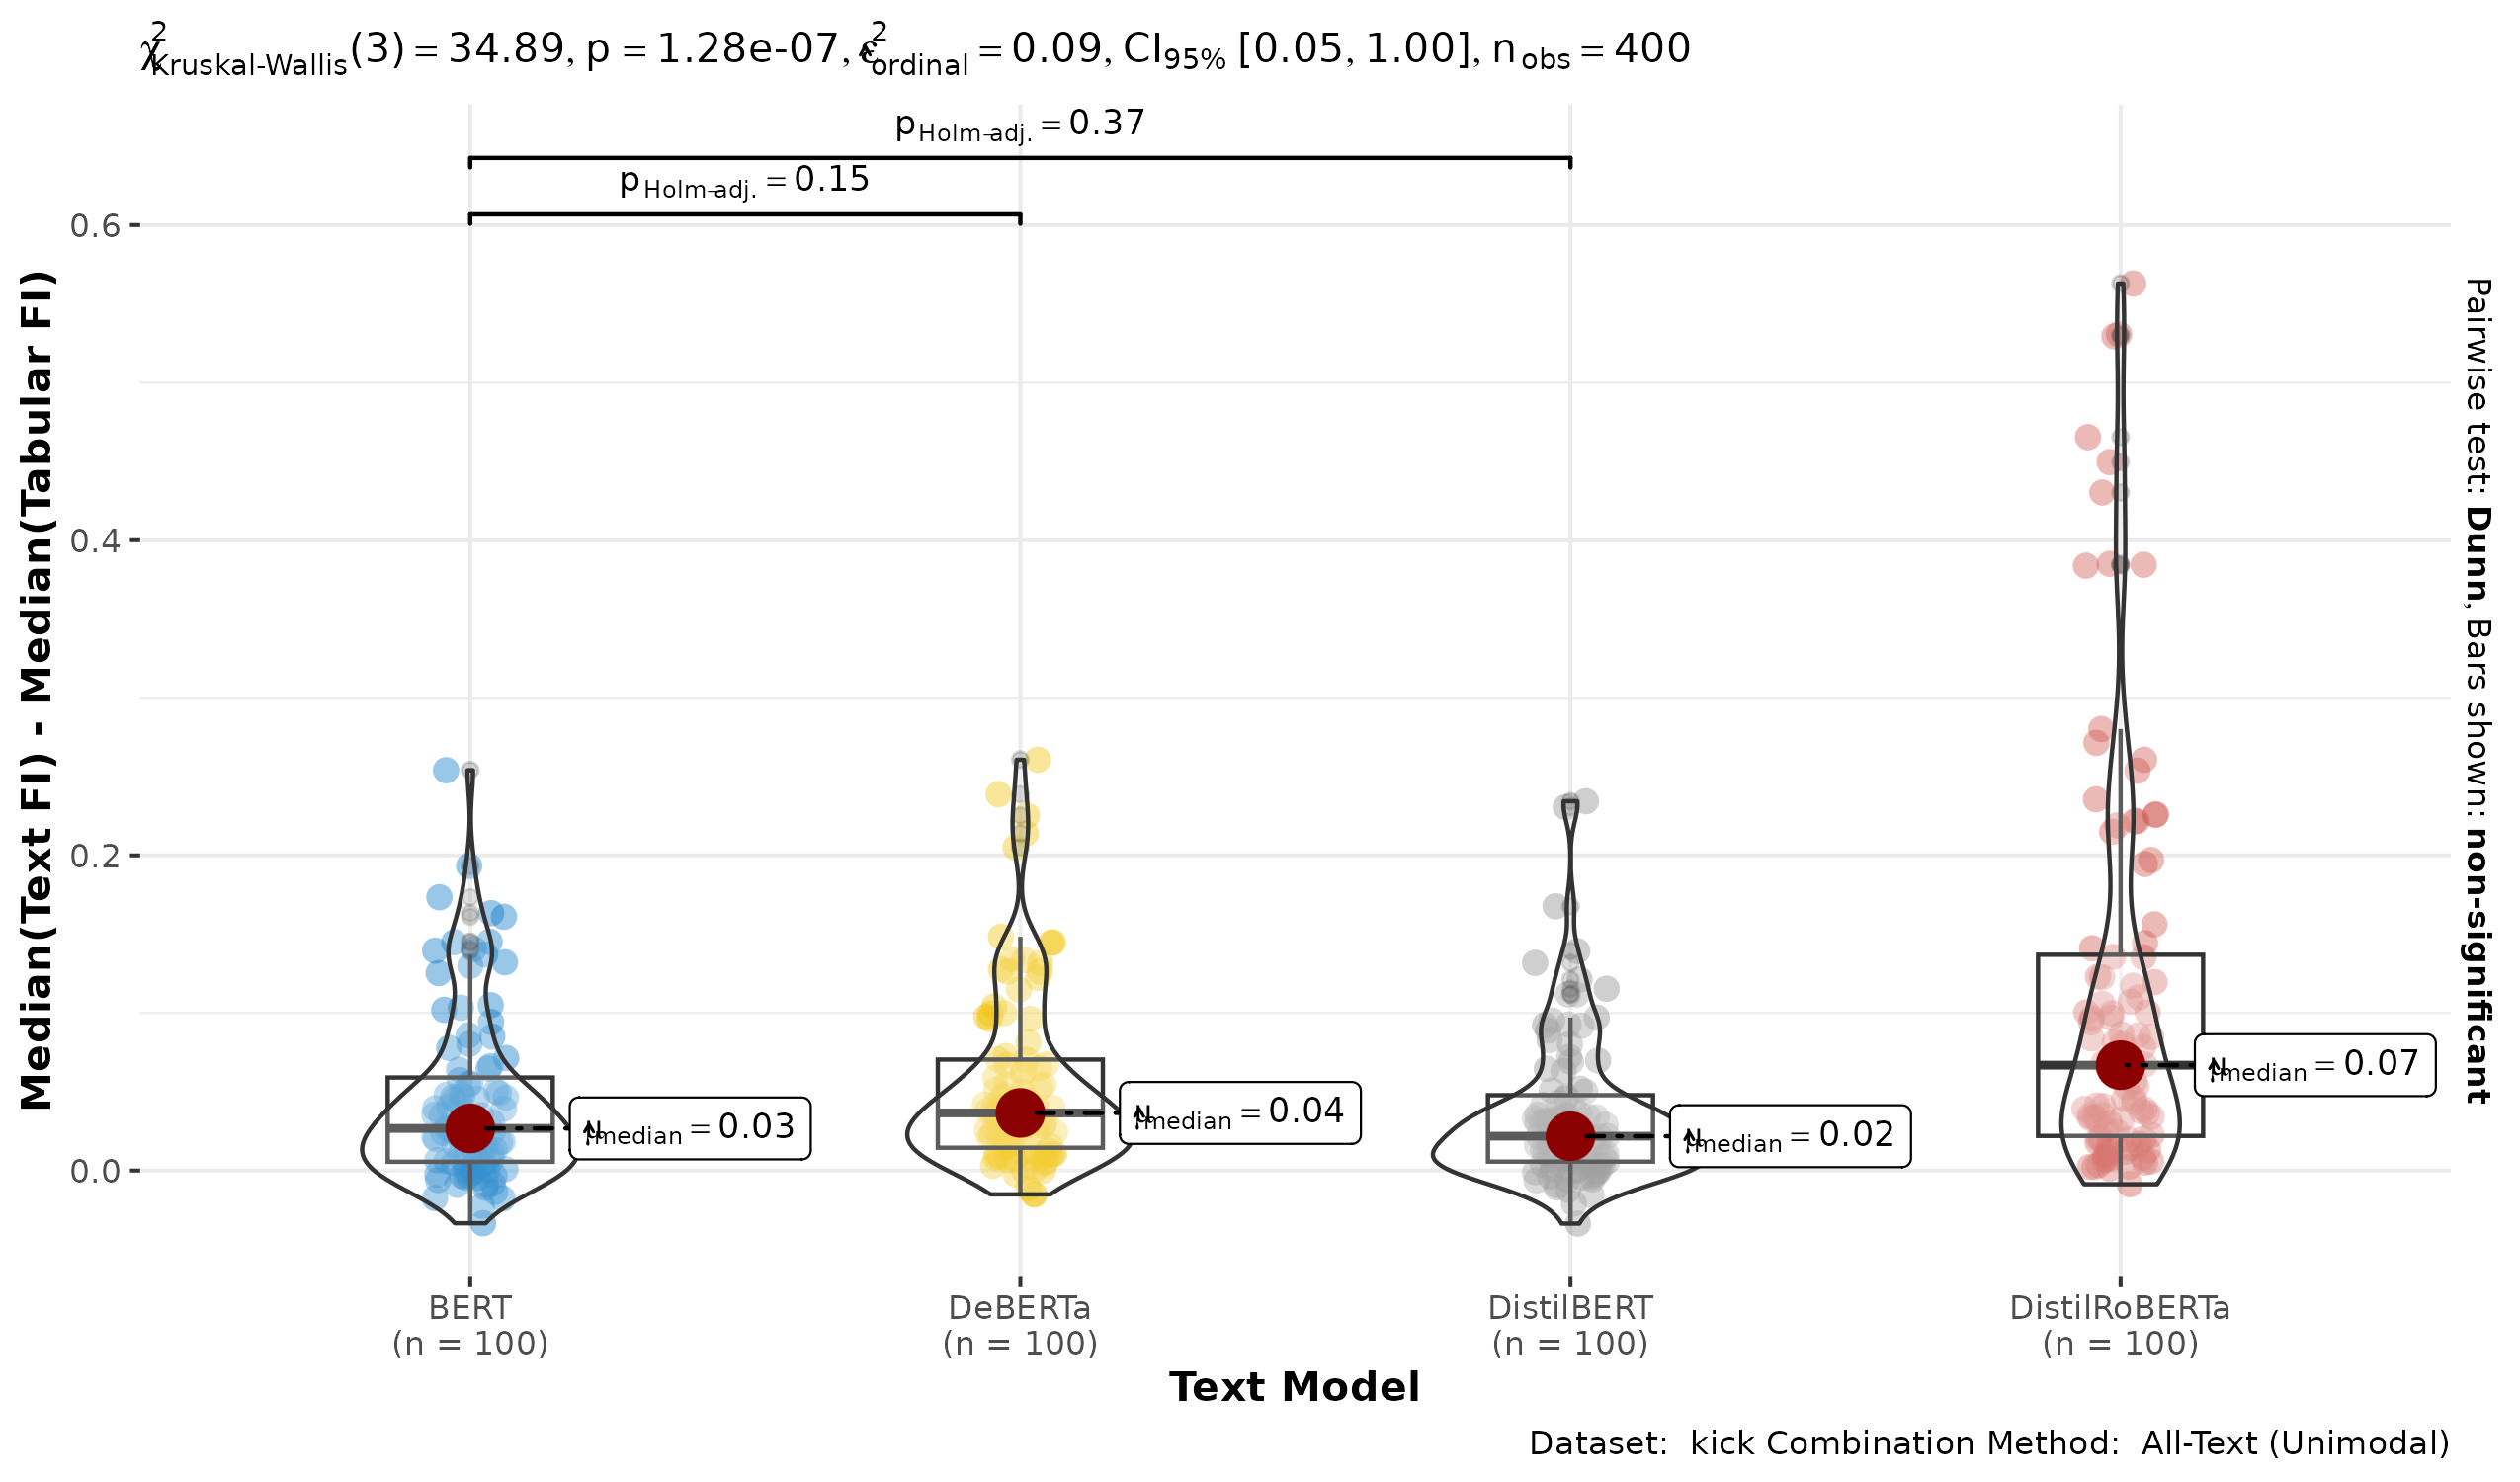 χ²Kruskal-Wallis(3) = 34.89, p = 1.28e-07, ε²ordinal = 0.09, CI95% [0.05, 1.00], nobs = 400
pHolm-adj. = 0.37
pHolm-adj. = 0.15
Median(Text FI) - Median(Tabular FI)
0.6
0.4
0.2
0.0
μ̂median = 0.03
μ̂median = 0.04
μ̂median = 0.02
μ̂median = 0.07
Pairwise test: Dunn, Bars shown: non-significant
BERT
(n = 100)
DeBERTa
(n = 100)
DistilBERT
(n = 100)
DistilRoBERTa
(n = 100)
Text Model
Dataset: kick Combination Method: All-Text (Unimodal)